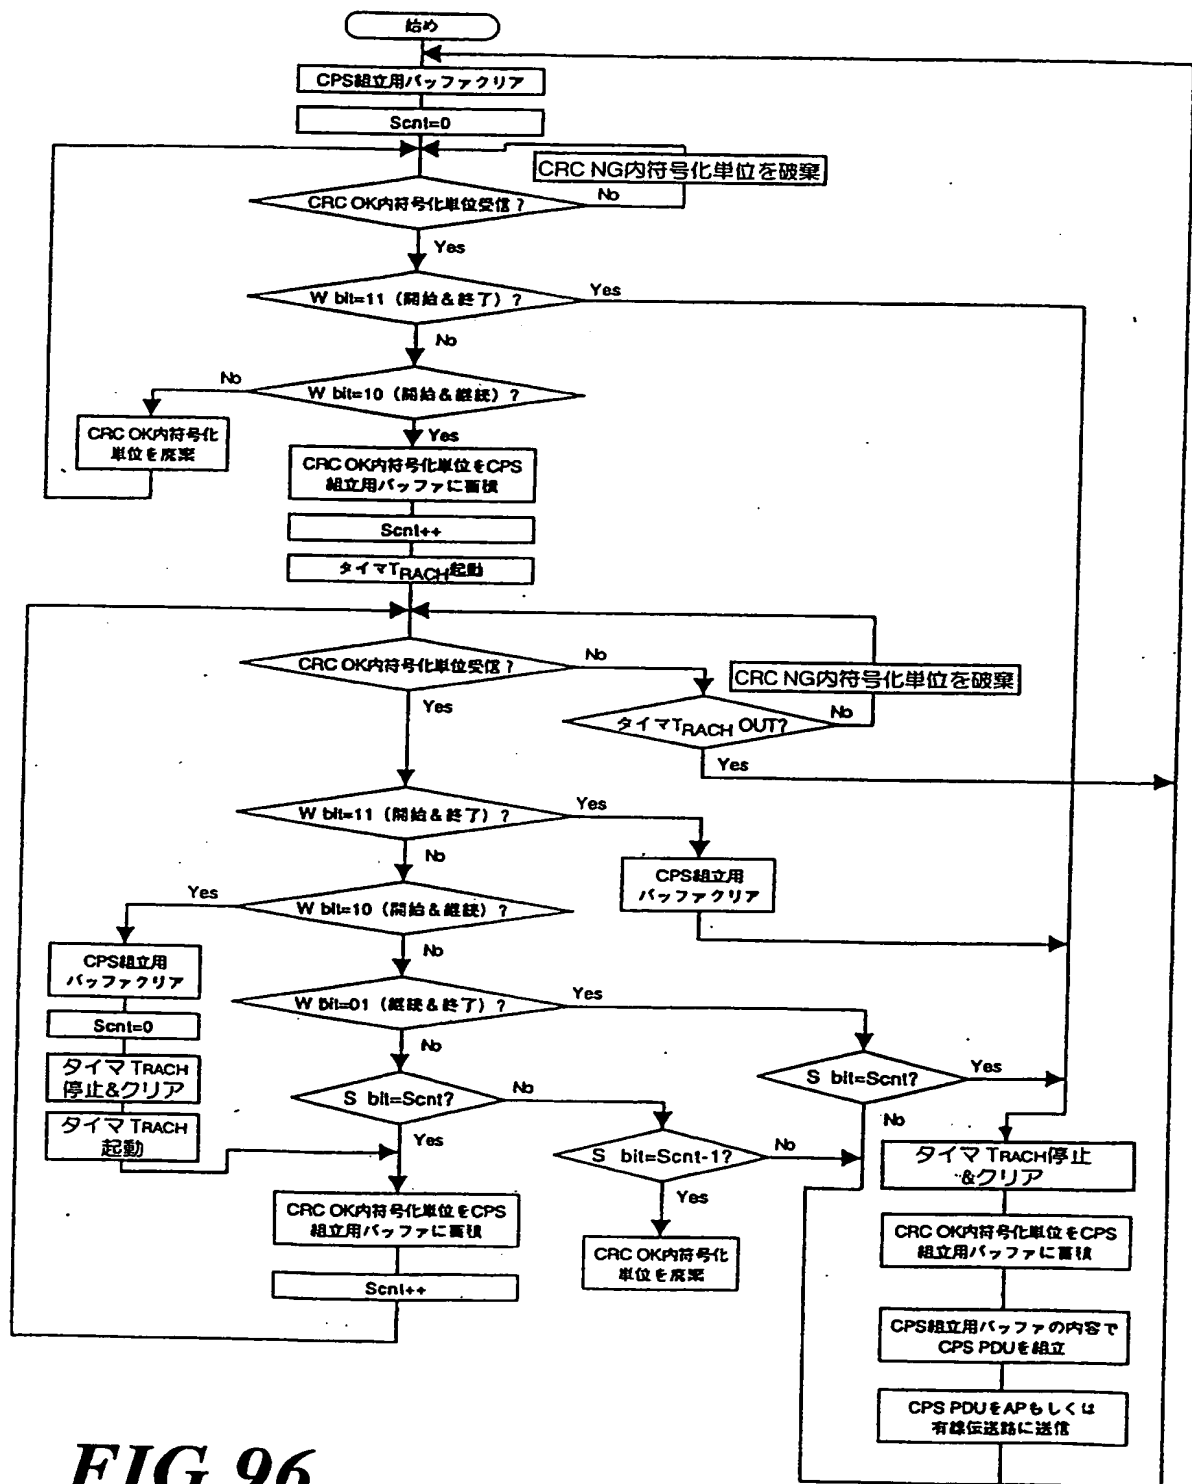 始め
CPS組立用バッファクリア
Scnt=0
CRC NG内符号化単位を破棄
CRC OK内符号化単位受信?
No
Yes
W bit=11 (開始&終了) ?
Yes
No
W bit=10 (開始&継続) ?
No
Yes
CRC OK内符号化
単位を廃棄
CRC OK内符号化単位をCPS
組立用バッファに蓄積
Scnt++
タイマTRACH起動
CRC OK内符号化単位受信?
No
CRC NG内符号化単位を破棄
Yes
タイマTRACH OUT?
No
Yes
W bit=11 (開始&終了) ?
Yes
No
CPS組立用
バッファクリア
W bit=10 (開始&継続) ?
Yes
No
CPS組立用
バッファクリア
W bit=01 (継続&終了) ?
Yes
Scnt=0
No
タイマ TRACH
停止&クリア
S bit=Scnt?
Yes
No
S bit=Scnt?
No
Yes
タイマ TRACH
起動
S bit=Scnt-1?
No
Yes
タイマ TRACH停止
&クリア
CRC OK内符号化単位をCPS
組立用バッファに蓄積
CRC OK内符号化単位をCPS
組立用バッファに蓄積
CRC OK内符号化
単位を廃棄
Scnt++
CPS組立用バッファの内容で
CPS PDUを組立
CPS PDUをAPもしくは
有線伝送路に送信
FIG.96